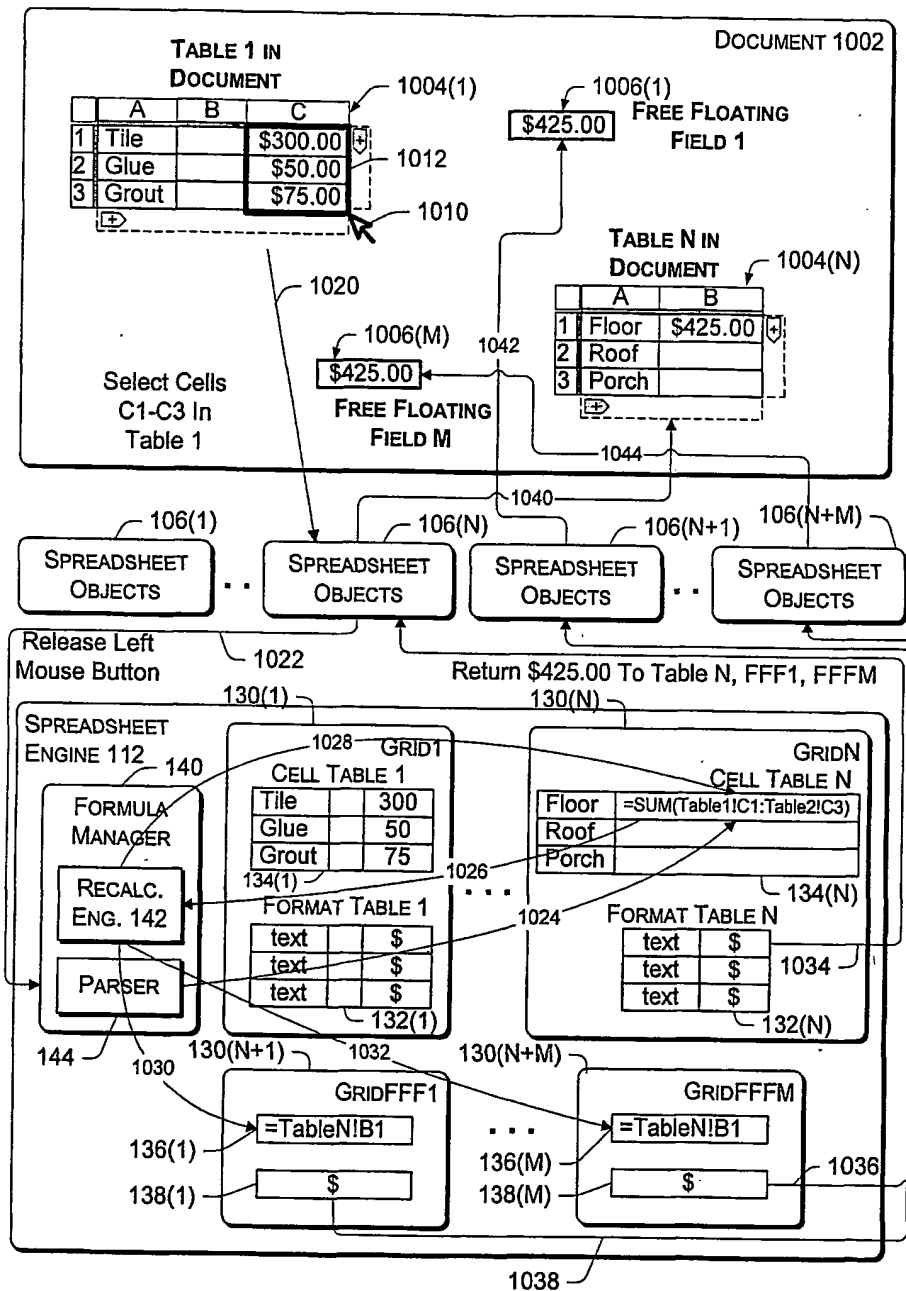 DOCUMENT 1002
TABLE 1 IN
DOCUMENT
1004(1)
A B C
1 Tile $300.00
2 Glue $50.00
3 Grout $75.00
1012
1010
1006(1)
$425.00
FREE FLOATING
FIELD 1
1020
TABLE N IN
DOCUMENT
1004(N)
A B
1 Floor $425.00
2 Roof
3 Porch
1006(M)
$425.00
FREE FLOATING
FIELD M
1042
Select Cells
C1-C3 In
Table 1
1044
1040
106(1)
106(N)
106(N+1)
106(N+M)
SPREADSHEET
OBJECTS
SPREADSHEET
OBJECTS
SPREADSHEET
OBJECTS
SPREADSHEET
OBJECTS
Release Left
Mouse Button
1022
Return $425.00 To Table N, FFF1, FFFM
130(1)
130(N)
SPREADSHEET
ENGINE 112
140
FORMULA
MANAGER
RECALC.
ENG. 142
PARSER
144
1028
GRID1
CELL TABLE 1
Tile 300
Glue 50
Grout 75
134(1)
FORMAT TABLE 1
text $
text $
text $
132(1)
1026
1024
GRIDN
CELL TABLE N
Floor =SUM(Table1!C1:Table2!C3)
Roof
Porch
134(N)
FORMAT TABLE N
text $
text $
text $
132(N)
1034
1030
130(N+1)
1032
130(N+M)
GRIDFFF1
=TableN!B1
136(1)
138(1)
$
GRIDFFFM
=TableN!B1
136(M)
138(M)
$
1036
1038